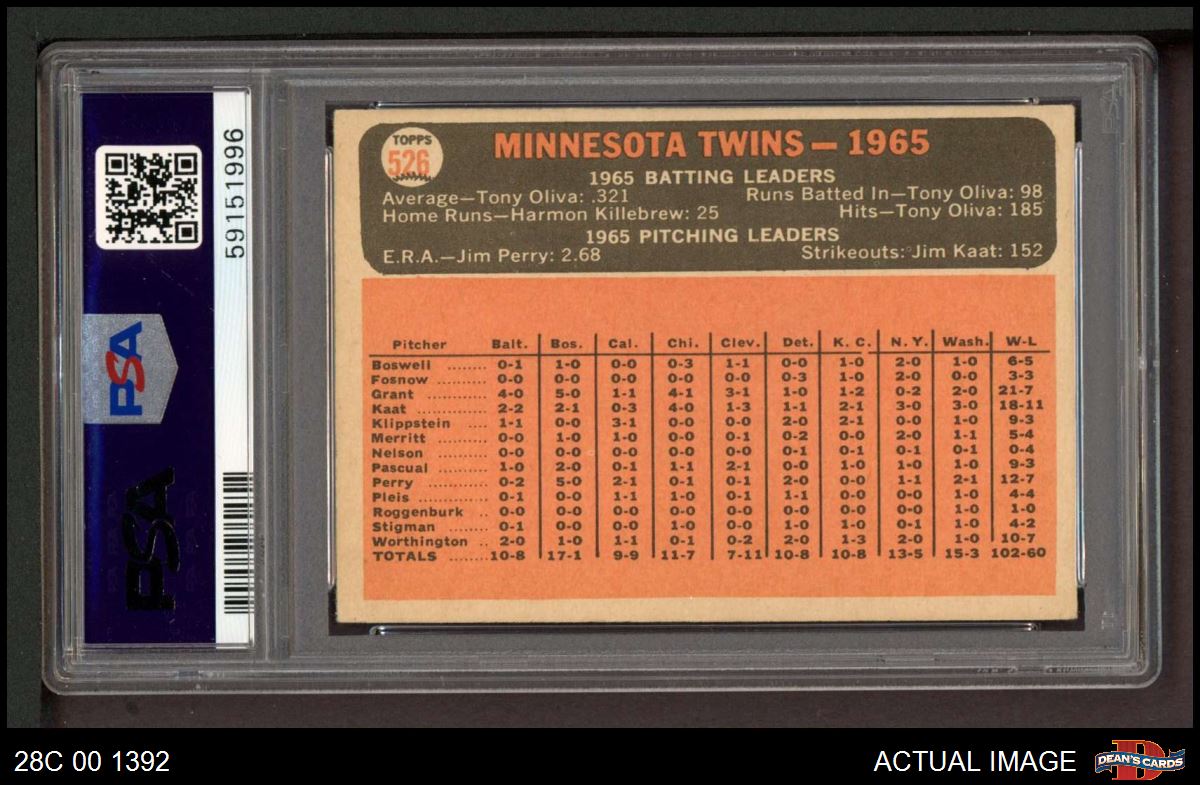 59151996
PSA
PSA
TOPPS
526
MINNESOTA TWINS — 1965
1965 BATTING LEADERS
Average—Tony Oliva: .321 Runs Batted In—Tony Oliva: 98
Home Runs—Harmon Killebrew: 25 Hits—Tony Oliva: 185
1965 PITCHING LEADERS
E.R.A.—Jim Perry: 2.68 Strikeouts: Jim Kaat: 152
Pitcher Balt. Bos. Cal. Chi. Clev. Det. K. C. N. Y. Wash. W-L
Boswell ........ 0-1 1-0 0-0 0-3 1-1 0-0 1-0 2-0 1-0 6-5
Fosnow .......... 0-0 0-0 0-0 0-0 0-0 0-3 1-0 2-0 0-0 3-3
Grant ............ 4-0 5-0 1-1 4-1 3-1 1-0 1-2 0-2 2-0 21-7
Kaat .............. 2-2 2-1 0-3 4-0 1-3 1-1 2-1 3-0 3-0 18-11
Klippstein .... 1-1 0-0 3-1 0-0 0-0 2-0 2-1 0-0 1-0 9-3
Merritt .......... 0-0 1-0 1-0 0-0 0-1 0-2 0-0 2-0 1-1 5-4
Nelson .......... 0-0 0-0 0-0 0-0 0-0 0-1 0-1 0-1 0-1 0-4
Pascual ........ 1-0 2-0 0-1 1-1 2-1 0-0 1-0 1-0 1-0 9-3
Perry ............ 0-2 5-0 2-1 0-1 0-1 2-0 0-0 1-1 2-1 12-7
Pleis .............. 0-1 0-0 1-1 1-0 0-1 1-1 0-0 0-0 1-0 4-4
Roggenburk .. 0-0 0-0 0-0 0-0 0-0 0-0 1-0 0-0 0-0 1-0
Stigman ........ 0-1 0-0 0-0 1-0 0-0 1-0 1-0 0-1 1-0 4-2
Worthington .. 2-0 1-0 1-1 0-1 0-2 2-0 1-3 2-0 1-0 10-7
TOTALS ........ 10-8 17-1 9-9 11-7 7-11 10-8 10-8 13-5 15-3 102-60
28C 00 1392
ACTUAL IMAGE
DEAN'S CARDS